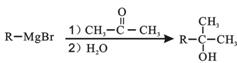 O
1) CH₃-C-CH₃
2) H₂O
R-MgBr
CH₃
R-C-CH₃
OH